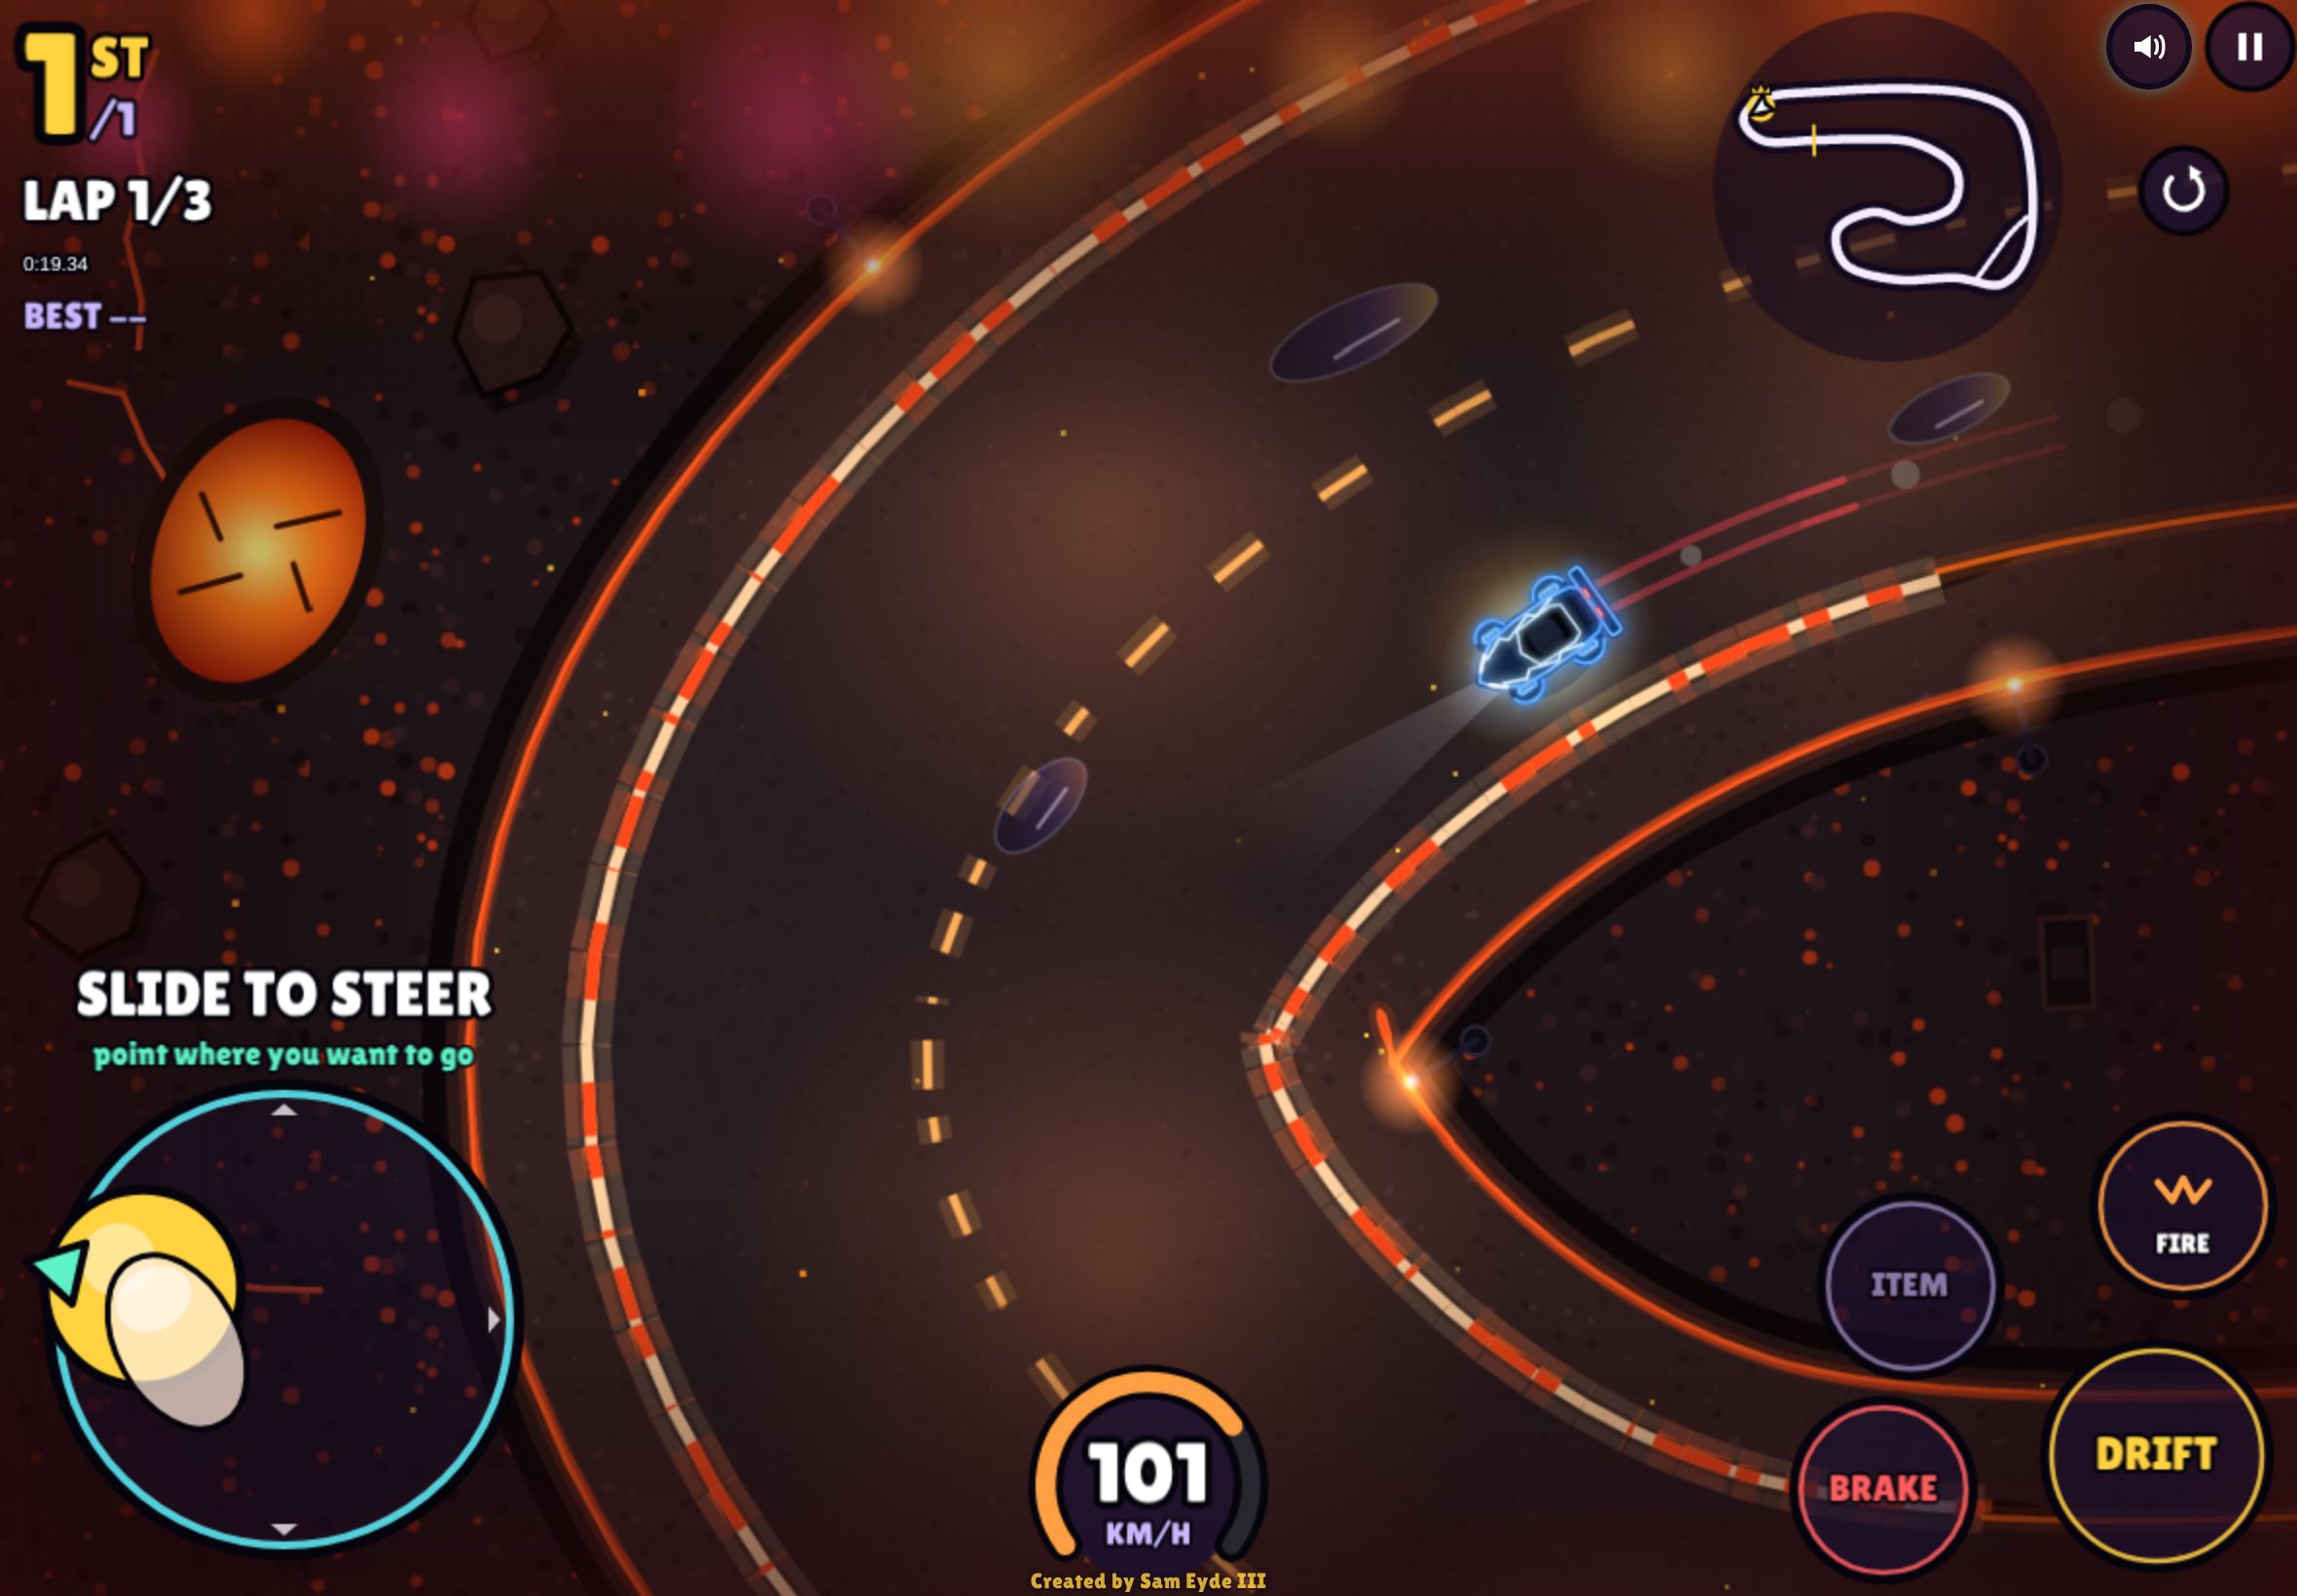 1ST
/1
LAP 1/3
0:19.34
BEST --
SLIDE TO STEER
point where you want to go
FIRE
ITEM
DRIFT
BRAKE
101
KM/H
Created by Sam Eyde III